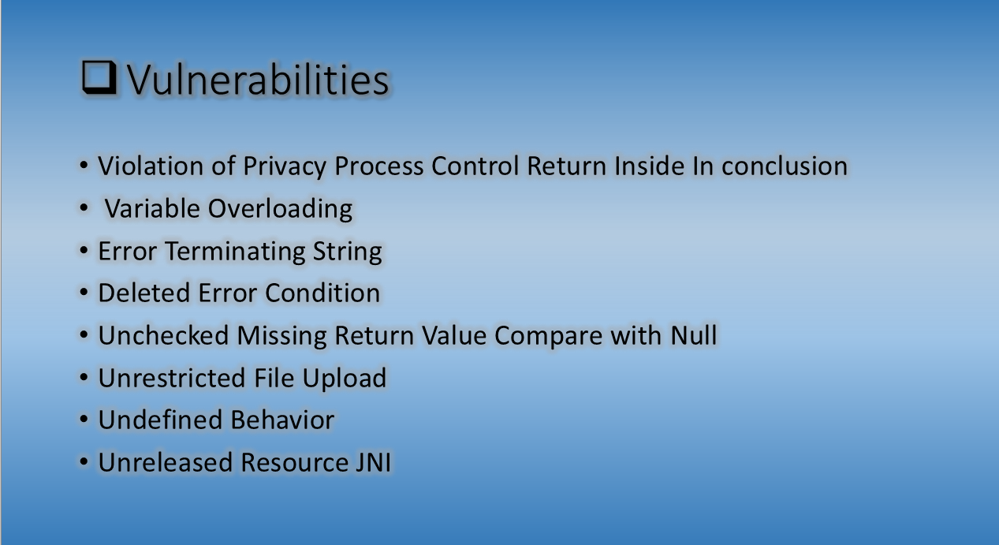 Vulnerabilities
• Violation of Privacy Process Control Return Inside In conclusion
• Variable Overloading
• Error Terminating String
• Deleted Error Condition
• Unchecked Missing Return Value Compare with Null
• Unrestricted File Upload
• Undefined Behavior
• Unreleased Resource JNI